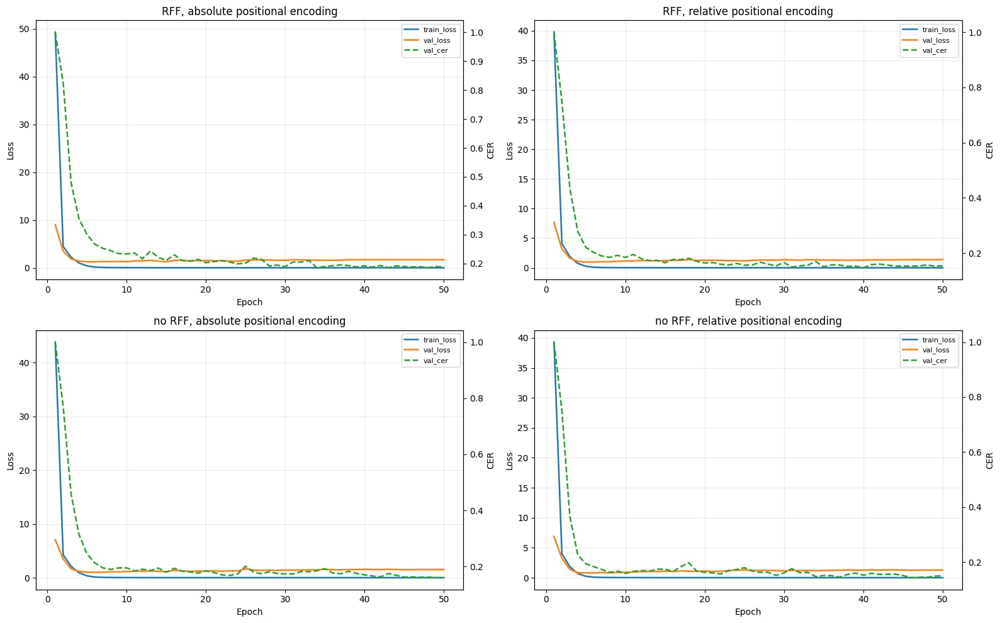 RFF, absolute positional encoding
50
40
30
20
10
0
Loss
0 10 20 30 40 50
Epoch
1.0
0.9
0.8
0.7
0.6
0.5
0.4
0.3
0.2
CER
train_loss
val_loss
val_cer
RFF, relative positional encoding
40
35
30
25
20
15
10
5
0
Loss
0 10 20 30 40 50
Epoch
1.0
0.8
0.6
0.4
0.2
CER
train_loss
val_loss
val_cer
no RFF, absolute positional encoding
40
30
20
10
0
Loss
0 10 20 30 40 50
Epoch
1.0
0.8
0.6
0.4
0.2
CER
train_loss
val_loss
val_cer
no RFF, relative positional encoding
40
35
30
25
20
15
10
5
0
Loss
0 10 20 30 40 50
Epoch
1.0
0.8
0.6
0.4
0.2
CER
train_loss
val_loss
val_cer